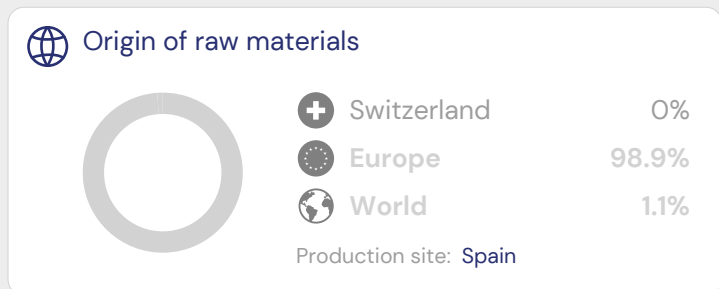 Origin of raw materials
Switzerland 0%
Europe 98.9%
World 1.1%
Production site: Spain